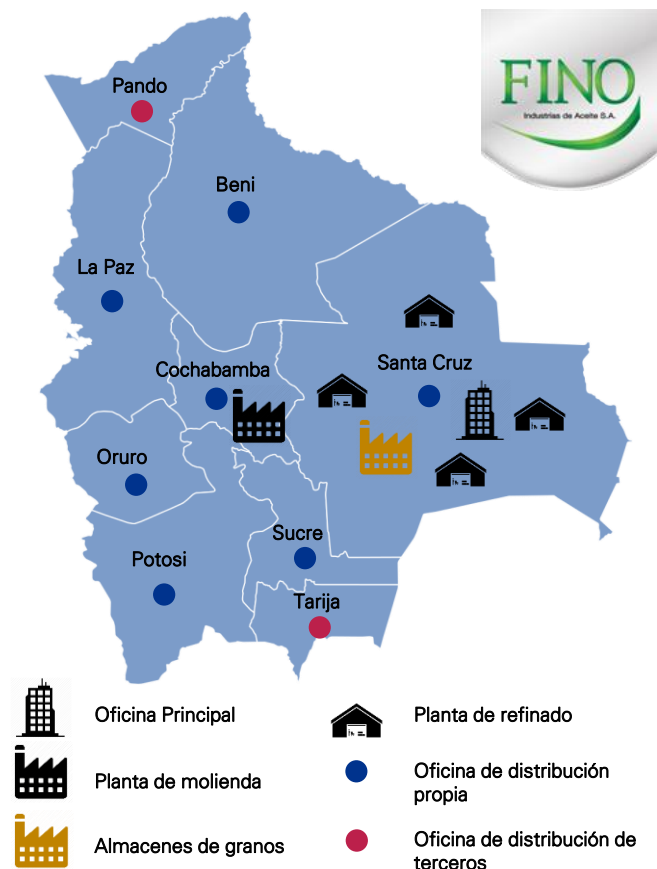 FINO
Industrias de Aceite S.A.
Pando
Beni
La Paz
Cochabamba
Santa Cruz
Oruro
Sucre
Potosi
Tarija
Oficina Principal
Planta de refinado
Planta de molienda
Oficina de distribución
propia
Almacenes de granos
Oficina de distribución de
terceros